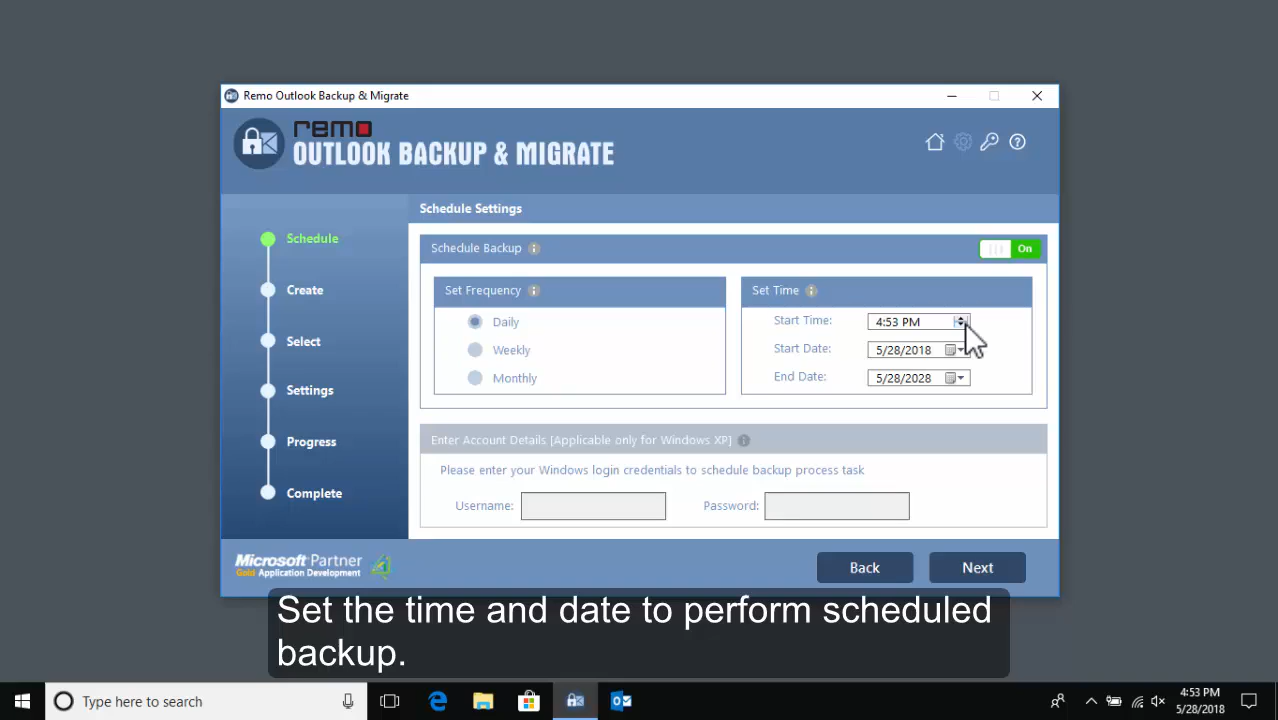 Remo Outlook Backup & Migrate
remo
OUTLOOK BACKUP & MIGRATE
Schedule Settings
Schedule
Create
Select
Settings
Progress
Complete
Schedule Backup
On
Set Frequency
Daily
Weekly
Monthly
Set Time
Start Time: 4:53 PM
Start Date: 5/28/2018
End Date: 5/28/2028
Enter Account Details [Applicable only for Windows XP]
Please enter your Windows login credentials to schedule backup process task
Username:
Password:
Microsoft Partner
Gold Application Development
Back
Next
Set the time and date to perform scheduled
backup.
Type here to search
4:53 PM
5/28/2018